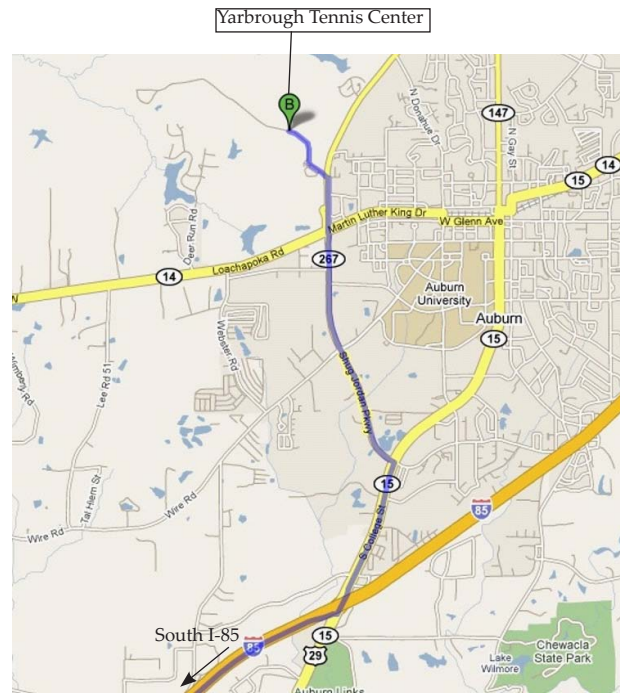 Yarbrough Tennis Center
B
N Donahue Dr
147
N Gay St
14
15
Martin Luther King Dr
W Glenn Ave
Deer Run Rd
Loachapoka Rd
14
267
Auburn
University
Auburn
15
Webster Rd
Shug Jordan Pkwy
Lee Rd 51
15
85
Wire Rd
Tal Hiem St
Wire Rd
S College St
South I-85
85
15
29
Chewacla
State Park
Lake
Wilmore
Auburn Links